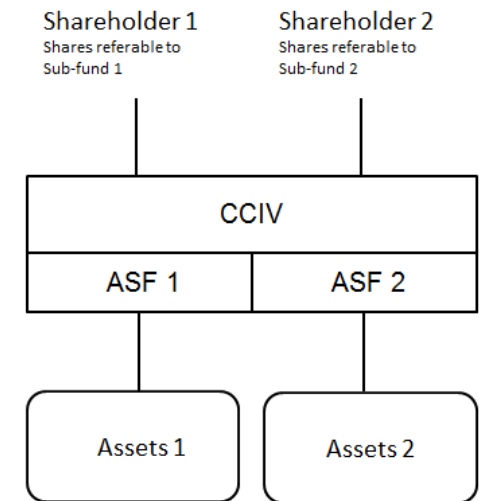 Shareholder 1
Shares referable to
Sub-fund 1
Shareholder 2
Shares referable to
Sub-fund 2
CCIV
ASF 1
ASF 2
Assets 1
Assets 2